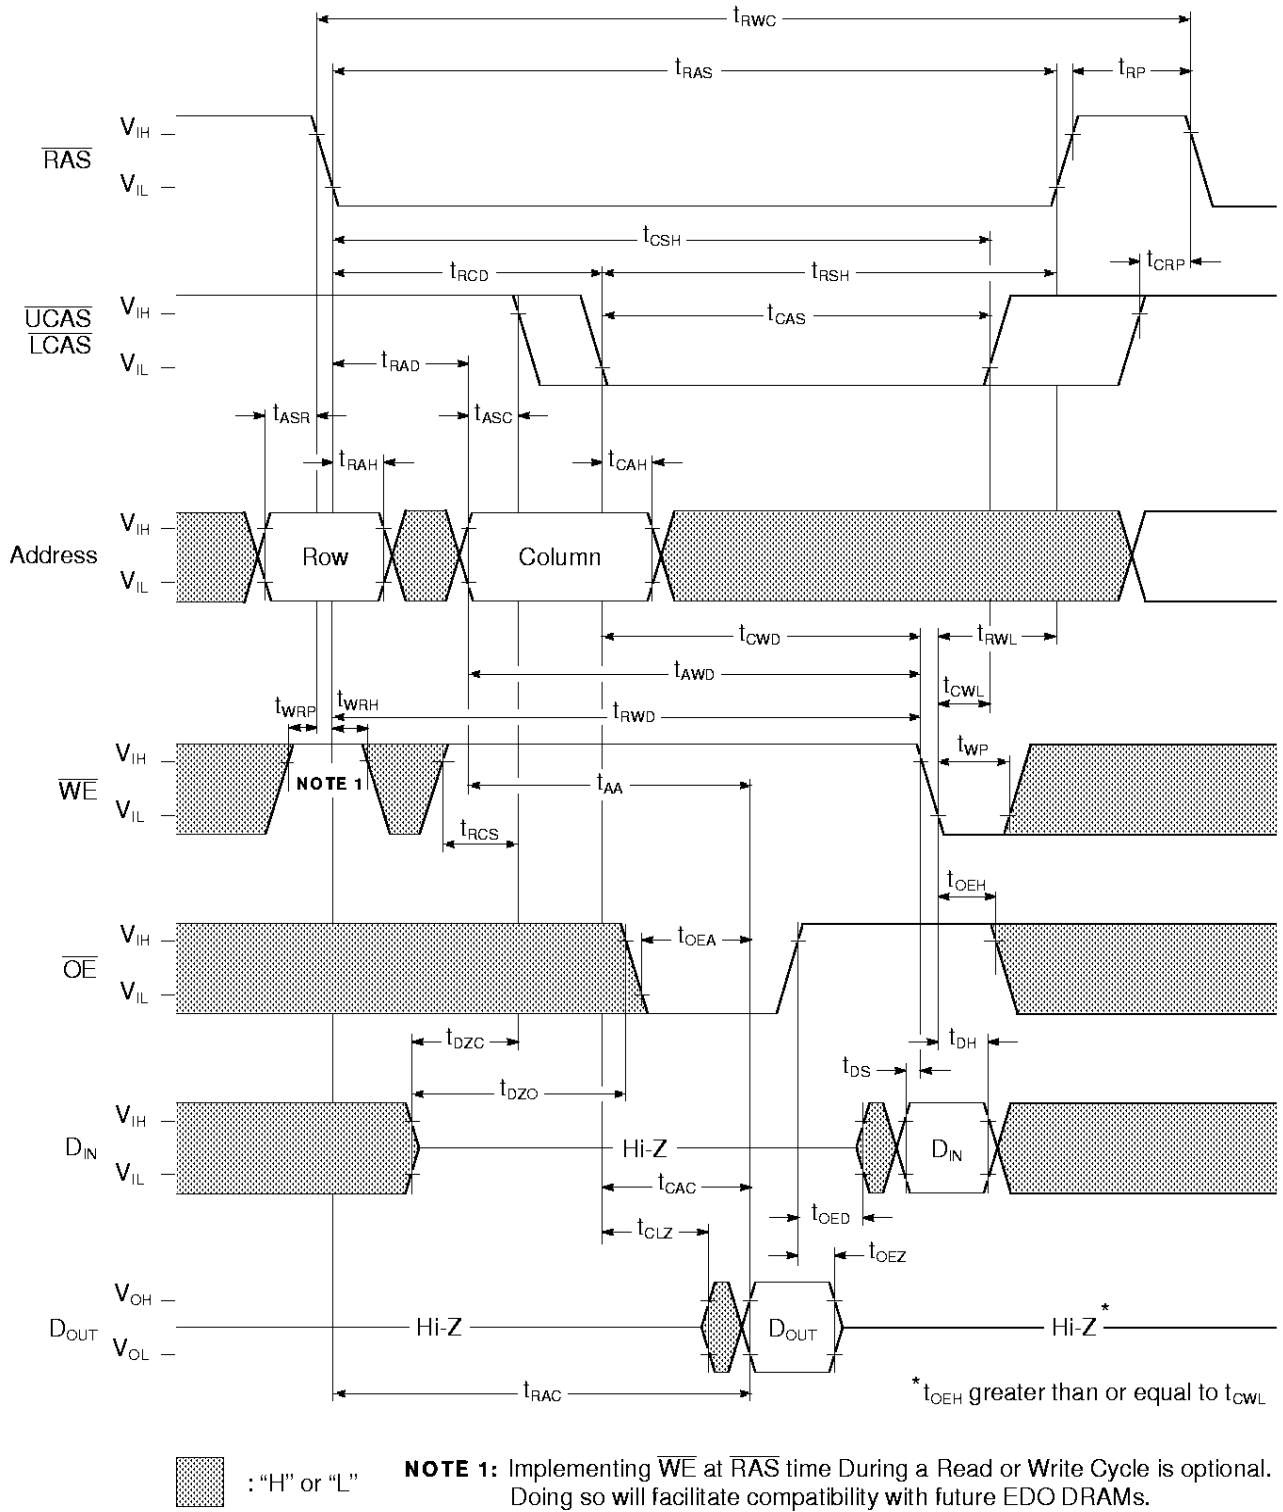 tRWC
tRAS
tRP
RAS
VIH
VIL
tCSH
tRCD
tRSH
tCRP
UCAS
LCAS
VIH
VIL
tCAS
tRAD
tASR
tASC
tRAH
tCAH
Address
VIH
VIL
Row
Column
tCWD
tRWL
tAWD
tCWL
tWRP
tWRH
tRWD
tWP
WE
VIH
VIL
NOTE 1
tAA
tRCS
tOEH
OE
VIH
VIL
tOEA
tDZC
tDH
tDS
tDZO
DIN
VIH
VIL
Hi-Z
DIN
tCAC
tOED
tCLZ
tOEZ
DOUT
VOH
VOL
Hi-Z
DOUT
Hi-Z*
tRAC
*tOEH greater than or equal to tCWL
: “H” or “L”
NOTE 1: Implementing WE at RAS time During a Read or Write Cycle is optional.
Doing so will facilitate compatibility with future EDO DRAMs.